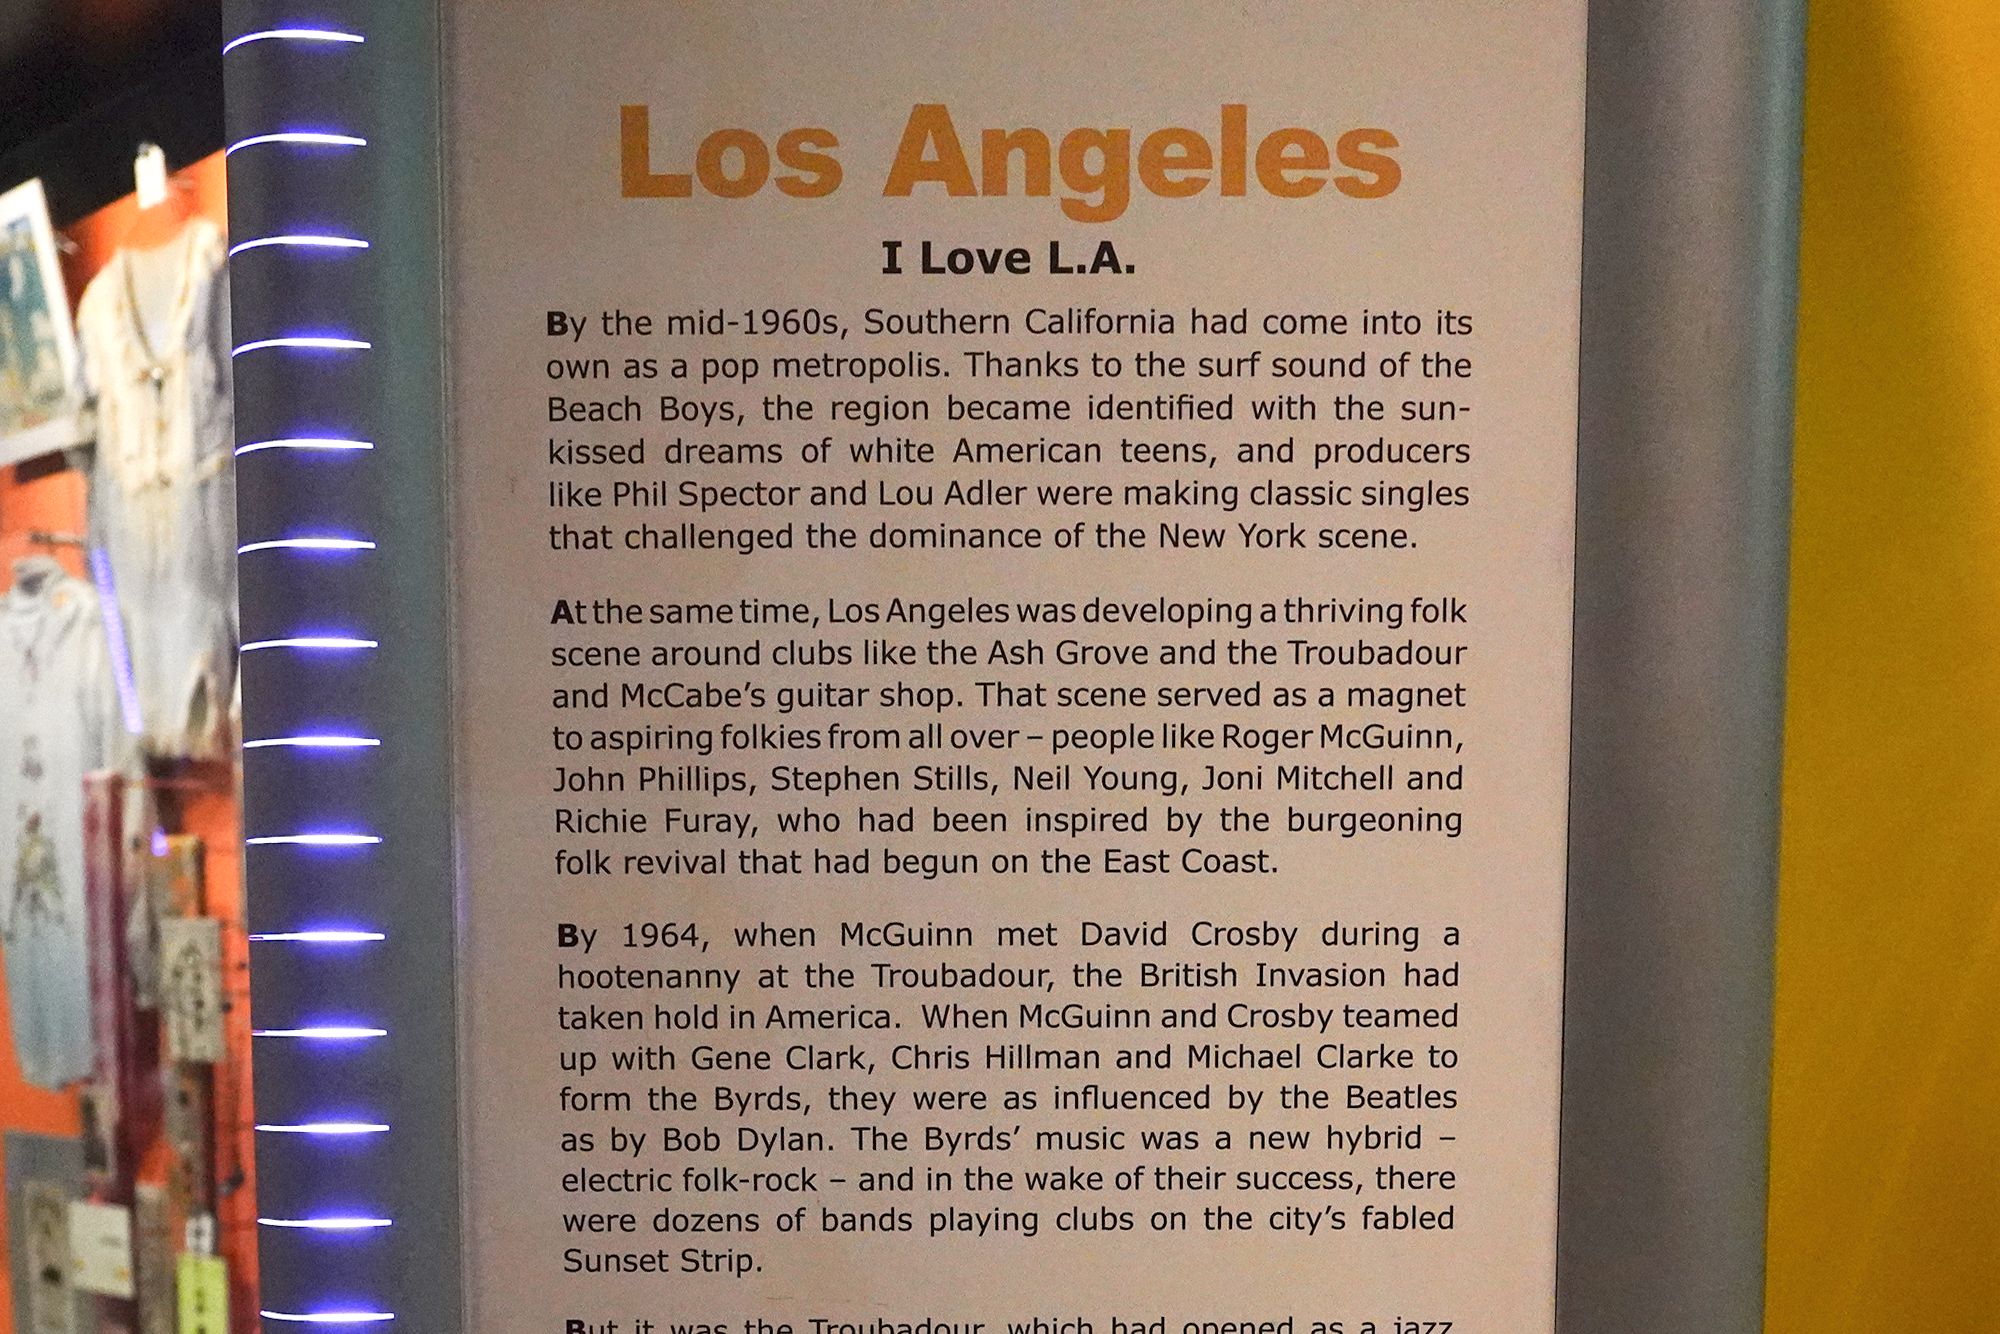 Los Angeles
I Love L.A.
By the mid-1960s, Southern California had come into its
own as a pop metropolis. Thanks to the surf sound of the
Beach Boys, the region became identified with the sun-
kissed dreams of white American teens, and producers
like Phil Spector and Lou Adler were making classic singles
that challenged the dominance of the New York scene.
At the same time, Los Angeles was developing a thriving folk
scene around clubs like the Ash Grove and the Troubadour
and McCabe’s guitar shop. That scene served as a magnet
to aspiring folkies from all over – people like Roger McGuinn,
John Phillips, Stephen Stills, Neil Young, Joni Mitchell and
Richie Furay, who had been inspired by the burgeoning
folk revival that had begun on the East Coast.
By 1964, when McGuinn met David Crosby during a
hootenanny at the Troubadour, the British Invasion had
taken hold in America. When McGuinn and Crosby teamed
up with Gene Clark, Chris Hillman and Michael Clarke to
form the Byrds, they were as influenced by the Beatles
as by Bob Dylan. The Byrds’ music was a new hybrid –
electric folk-rock – and in the wake of their success, there
were dozens of bands playing clubs on the city’s fabled
Sunset Strip.
But it was the Troubadour, which had opened as a jazz